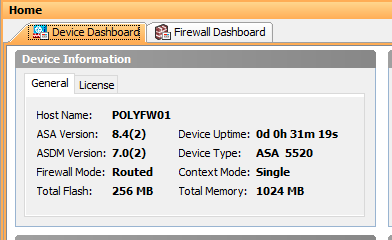 Home
Device Dashboard Firewall Dashboard
Device Information
General License
Host Name: POLYFW01
ASA Version: 8.4(2) Device Uptime: 0d 0h 31m 19s
ASDM Version: 7.0(2) Device Type: ASA 5520
Firewall Mode: Routed Context Mode: Single
Total Flash: 256 MB Total Memory: 1024 MB